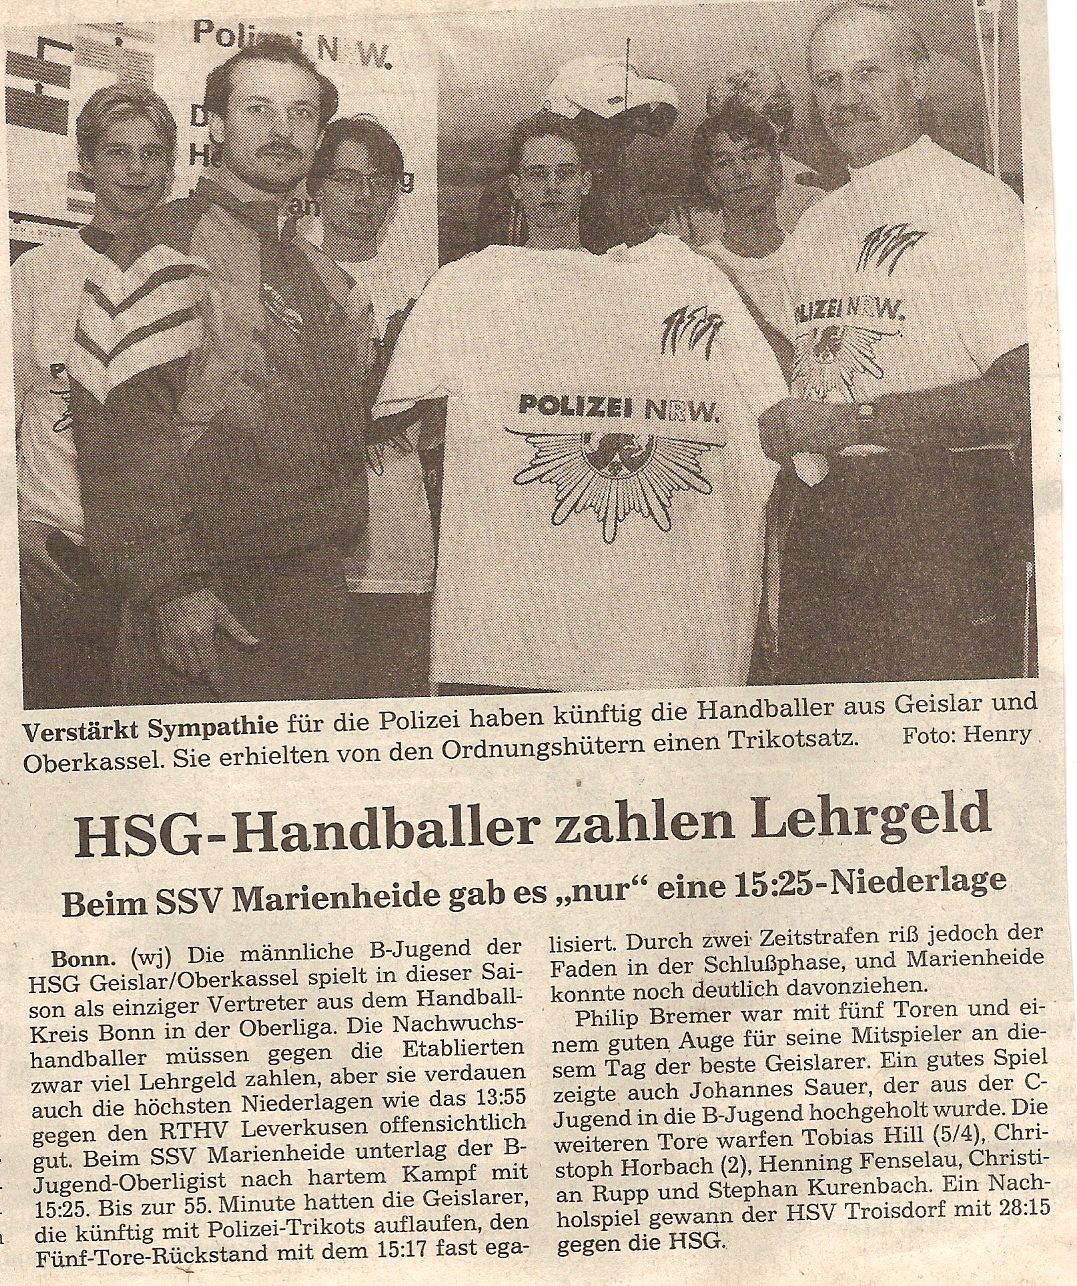 Polizei NRW.
an
POLIZEI NRW.
POLIZEI NRW.
Verstärkt Sympathie für die Polizei haben künftig die Handballer aus Geislar und
Oberkassel. Sie erhielten von den Ordnungshütern einen Trikotsatz. Foto: Henry
HSG-Handballer zahlen Lehrgeld
Beim SSV Marienheide gab es „nur“ eine 15:25-Niederlage
Bonn. (wj) Die männliche B-Jugend der
HSG Geislar/Oberkassel spielt in dieser Sai-
son als einziger Vertreter aus dem Handball-
Kreis Bonn in der Oberliga. Die Nachwuchs-
handballer müssen gegen die Etablierten
zwar viel Lehrgeld zahlen, aber sie verdauen
auch die höchsten Niederlagen wie das 13:55
gegen den RTHV Leverkusen offensichtlich
gut. Beim SSV Marienheide unterlag der B-
Jugend-Oberligist nach hartem Kampf mit
15:25. Bis zur 55. Minute hatten die Geislarer,
die künftig mit Polizei-Trikots auflaufen, den
Fünf-Tore-Rückstand mit dem 15:17 fast ega-
lisiert. Durch zwei Zeitstrafen riß jedoch der
Faden in der Schlußphase, und Marienheide
konnte noch deutlich davonziehen.
Philip Bremer war mit fünf Toren und ei-
nem guten Auge für seine Mitspieler an die-
sem Tag der beste Geislarer. Ein gutes Spiel
zeigte auch Johannes Sauer, der aus der C-
Jugend in die B-Jugend hochgeholt wurde. Die
weiteren Tore warfen Tobias Hill (5/4), Chri-
stoph Horbach (2), Henning Fenselau, Christi-
an Rupp und Stephan Kurenbach. Ein Nach-
holspiel gewann der HSV Troisdorf mit 28:15
gegen die HSG.